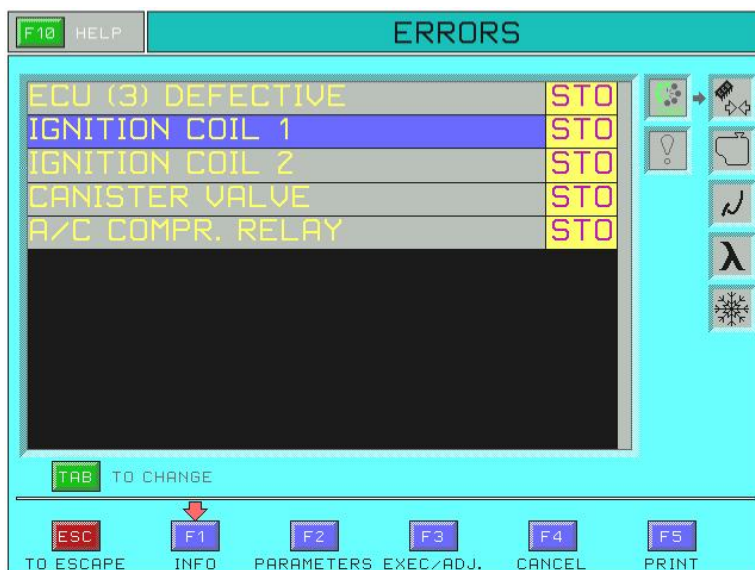 F10 HELP ERRORS
ECU (3) DEFECTIVE STO
IGNITION COIL 1 STO
IGNITION COIL 2 STO
CANISTER VALVE STO
A/C COMPR. RELAY STO
λ
TAB TO CHANGE
ESC F1 F2 F3 F4 F5
TO ESCAPE INFO PARAMETERS EXEC/ADJ. CANCEL PRINT